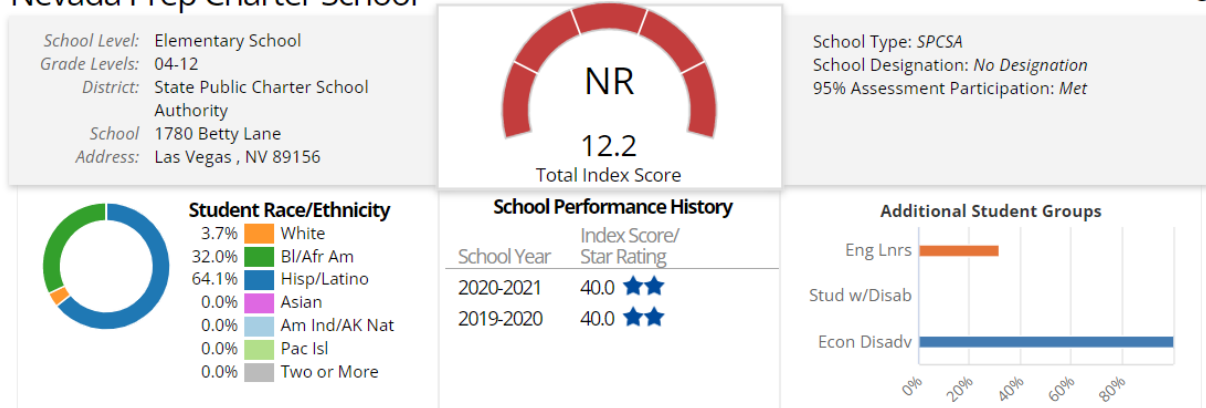 Nevada Prep Charter School
School Level: Elementary School
Grade Levels: 04-12
District: State Public Charter School
Authority
School 1780 Betty Lane
Address: Las Vegas , NV 89156
NR
12.2
Total Index Score
School Type: SPCSA
School Designation: No Designation
95% Assessment Participation: Met
Student Race/Ethnicity
3.7% White
32.0% Bl/Afr Am
64.1% Hisp/Latino
0.0% Asian
0.0% Am Ind/AK Nat
0.0% Pac Isl
0.0% Two or More
School Performance History
Index Score/
School Year Star Rating
2020-2021 40.0
2019-2020 40.0
Additional Student Groups
Eng Lnrs
Stud w/Disab
Econ Disadv
0% 20% 40% 60% 80%